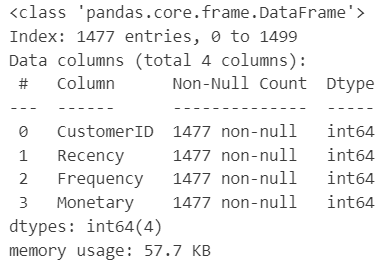 <class 'pandas.core.frame.DataFrame'>
Index: 1477 entries, 0 to 1499
Data columns (total 4 columns):
 #   Column      Non-Null Count  Dtype
---  ------      --------------  -----
 0   CustomerID  1477 non-null   int64
 1   Recency     1477 non-null   int64
 2   Frequency   1477 non-null   int64
 3   Monetary    1477 non-null   int64
dtypes: int64(4)
memory usage: 57.7 KB